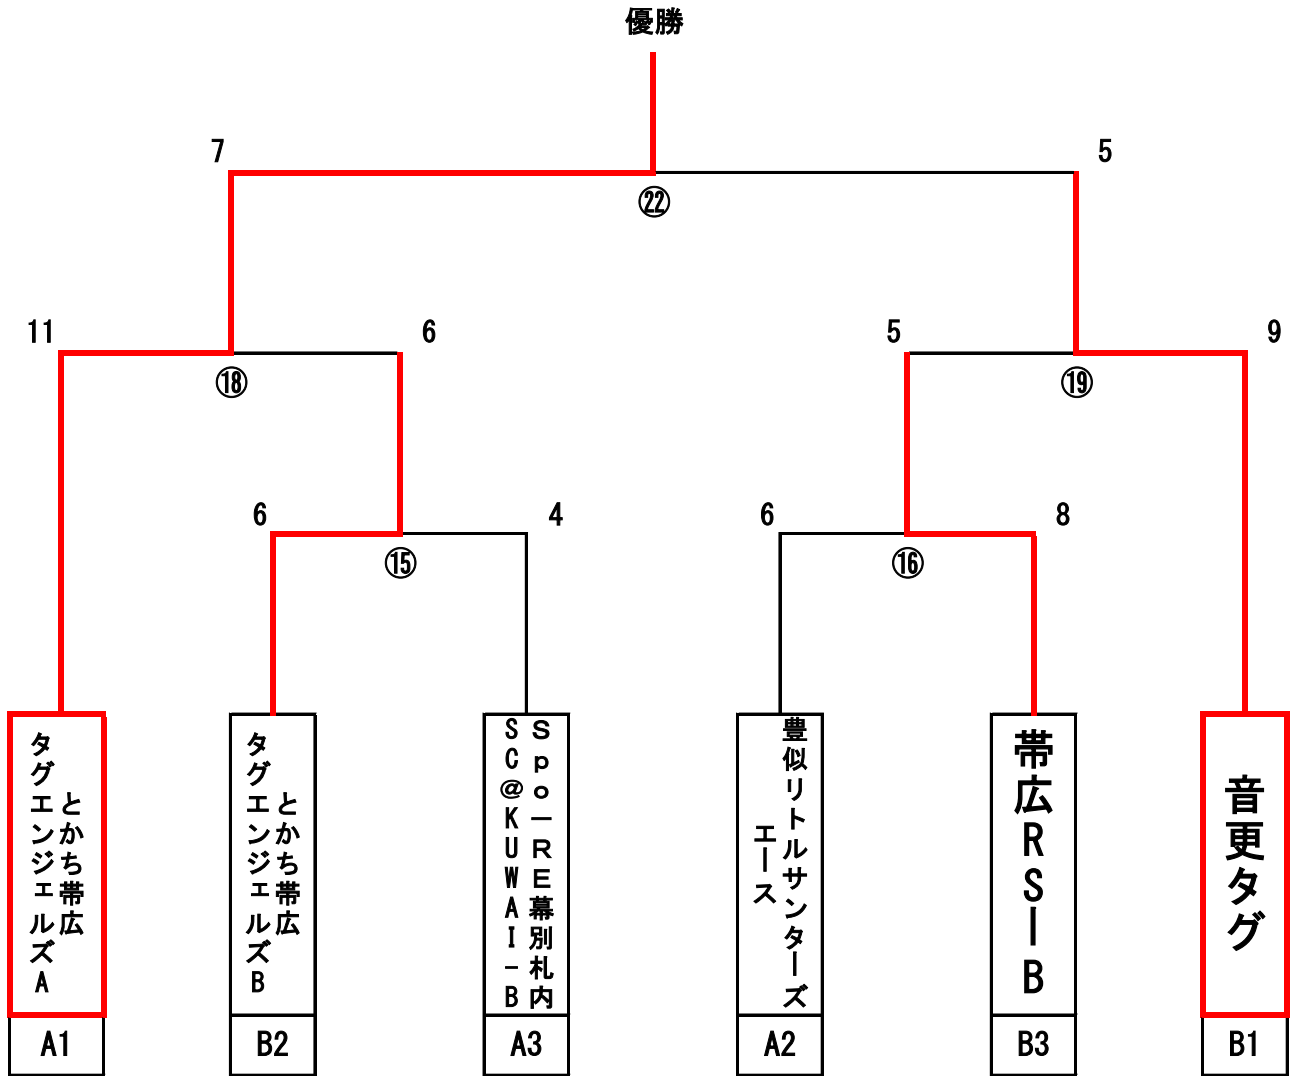 優勝
7
5
㉒
11
6
5
9
⑱
⑲
6
4
6
8
⑮
⑯
とかち帯広
タグエンジェルズA
とかち帯広
タグエンジェルズB
Spo－RE幕別札内
SC@KUWAI-B
豊似リトルサンターズ
エース
帯広RS－B
音更タグ
A1
B2
A3
A2
B3
B1